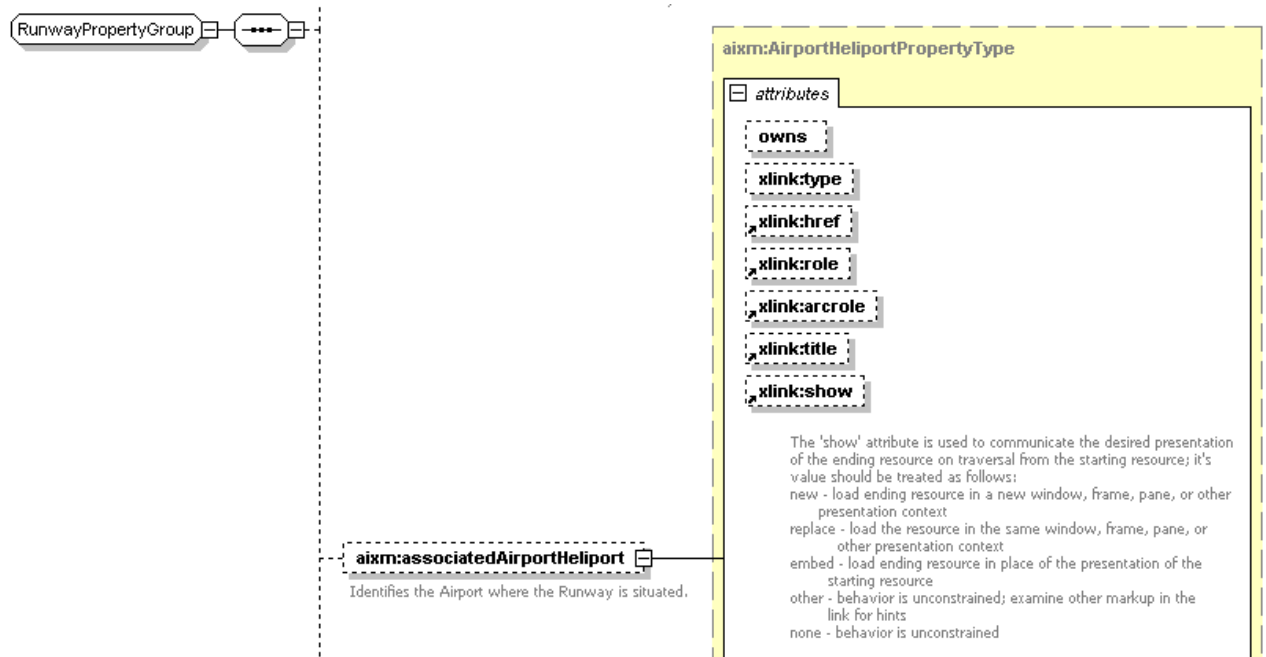 RunwayPropertyGroup
aixm:AirportHeliportPropertyType
attributes
owns
xlink:type
xlink:href
xlink:role
xlink:arcrole
xlink:title
xlink:show
The 'show' attribute is used to communicate the desired presentation
of the ending resource on traversal from the starting resource; it's
value should be treated as follows:
new - load ending resource in a new window, frame, pane, or other
presentation context
replace - load the resource in the same window, frame, pane, or
other presentation context
embed - load ending resource in place of the presentation of the
starting resource
other - behavior is unconstrained; examine other markup in the
link for hints
none - behavior is unconstrained
aixm:associatedAirportHeliport
Identifies the Airport where the Runway is situated.